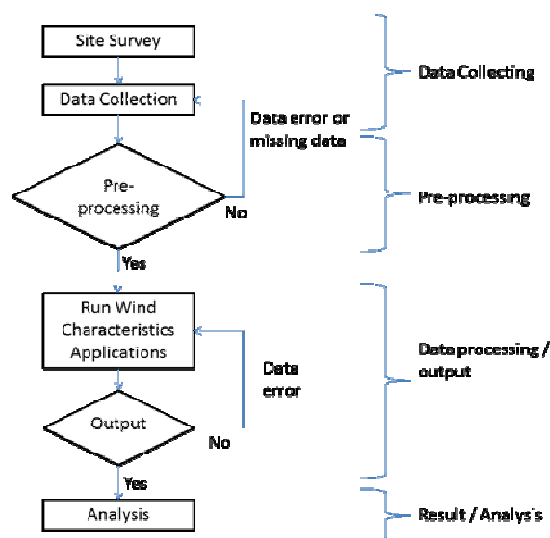 Site Survey
Data Collection
Data Collecting
Data error or
missing data
Pre-
processing
No
Pre-processing
Yes
Run Wind
Characteristics
Applications
Data
error
Data processing /
output
Output
No
Yes
Analysis
Result / Analysis